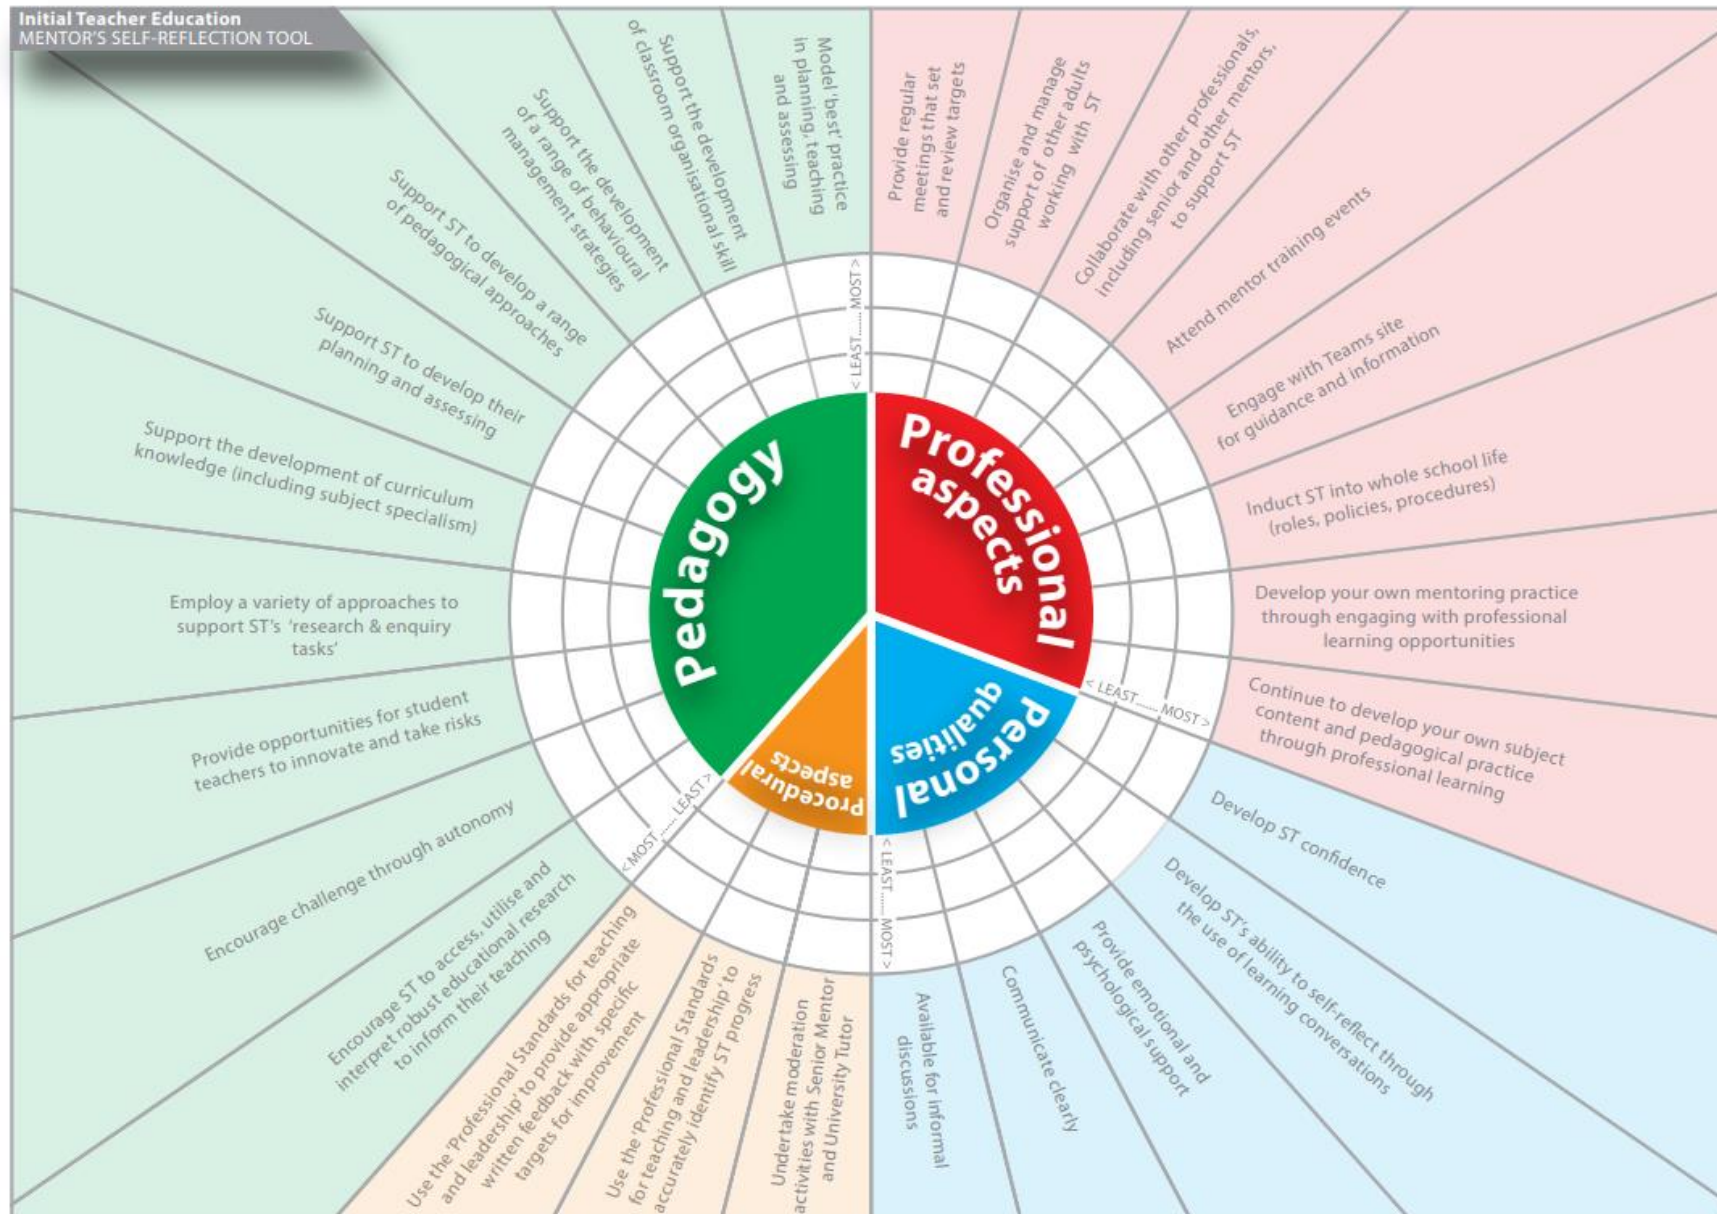 Initial Teacher Education
MENTOR'S SELF-REFLECTION TOOL
Pedagogy
Professional
aspects
Personal
qualities
Procedural
aspects
< LEAST....... MOST >
< LEAST....... MOST >
< LEAST....... MOST >
< MOST....... LEAST >
Provide regular
meetings that set
and review targets
Organise and manage
support of other adults
working with ST
Collaborate with other professionals,
including senior and other mentors,
to support ST
Attend mentor training events
Engage with Teams site
for guidance and information
Induct ST into whole school life
(roles, policies, procedures)
Develop your own mentoring practice
through engaging with professional
learning opportunities
Continue to develop your own subject
content and pedagogical practice
through professional learning
Develop ST confidence
Develop ST's ability to self-reflect through
the use of learning conversations
Provide emotional and
psychological support
Communicate clearly
Available for informal
discussions
Undertake moderation
activities with Senior Mentor
and University Tutor
Use the 'Professional Standards
for teaching and leadership' to
accurately identify ST progress
Use the 'Professional Standards for teaching
and leadership' to provide appropriate
written feedback with specific
targets for improvement
Encourage ST to access, utilise and
interpret robust educational research
to inform their teaching
Encourage challenge through autonomy
Provide opportunities for student
teachers to innovate and take risks
Employ a variety of approaches to
support ST's 'research & enquiry
tasks'
Support the development of curriculum
knowledge (including subject specialism)
Support ST to develop their
planning and assessing
Support ST to develop a range
of pedagogical approaches
Support the development
of a range of behavioural
management strategies
Support the development
of classroom organisational skill
Model 'best' practice
in planning, teaching
and assessing